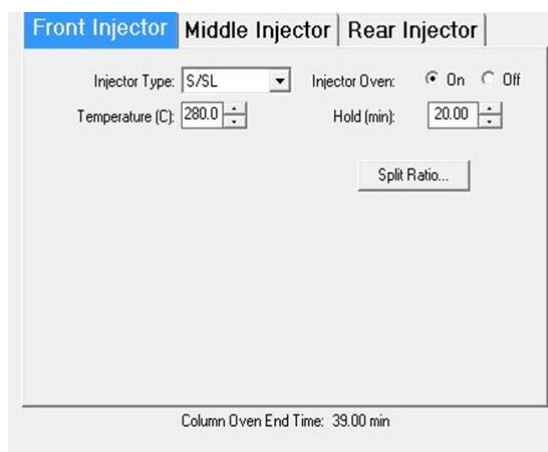 Front Injector Middle Injector Rear Injector
Injector Type: S/SL Injector Oven: On Off
Temperature (C): 280.0 Hold (min): 20.00
Split Ratio...
Column Oven End Time: 39.00 min